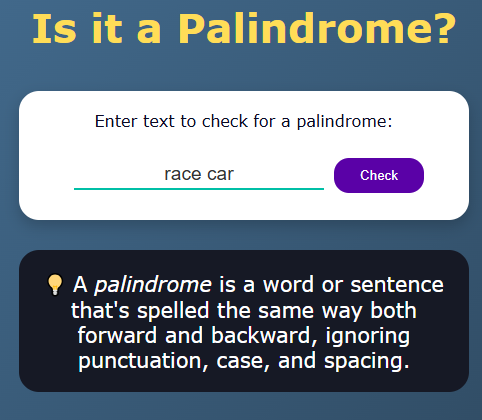 Is it a Palindrome?
Enter text to check for a palindrome:
race car
Check
💡 A palindrome is a word or sentence
that's spelled the same way both
forward and backward, ignoring
punctuation, case, and spacing.